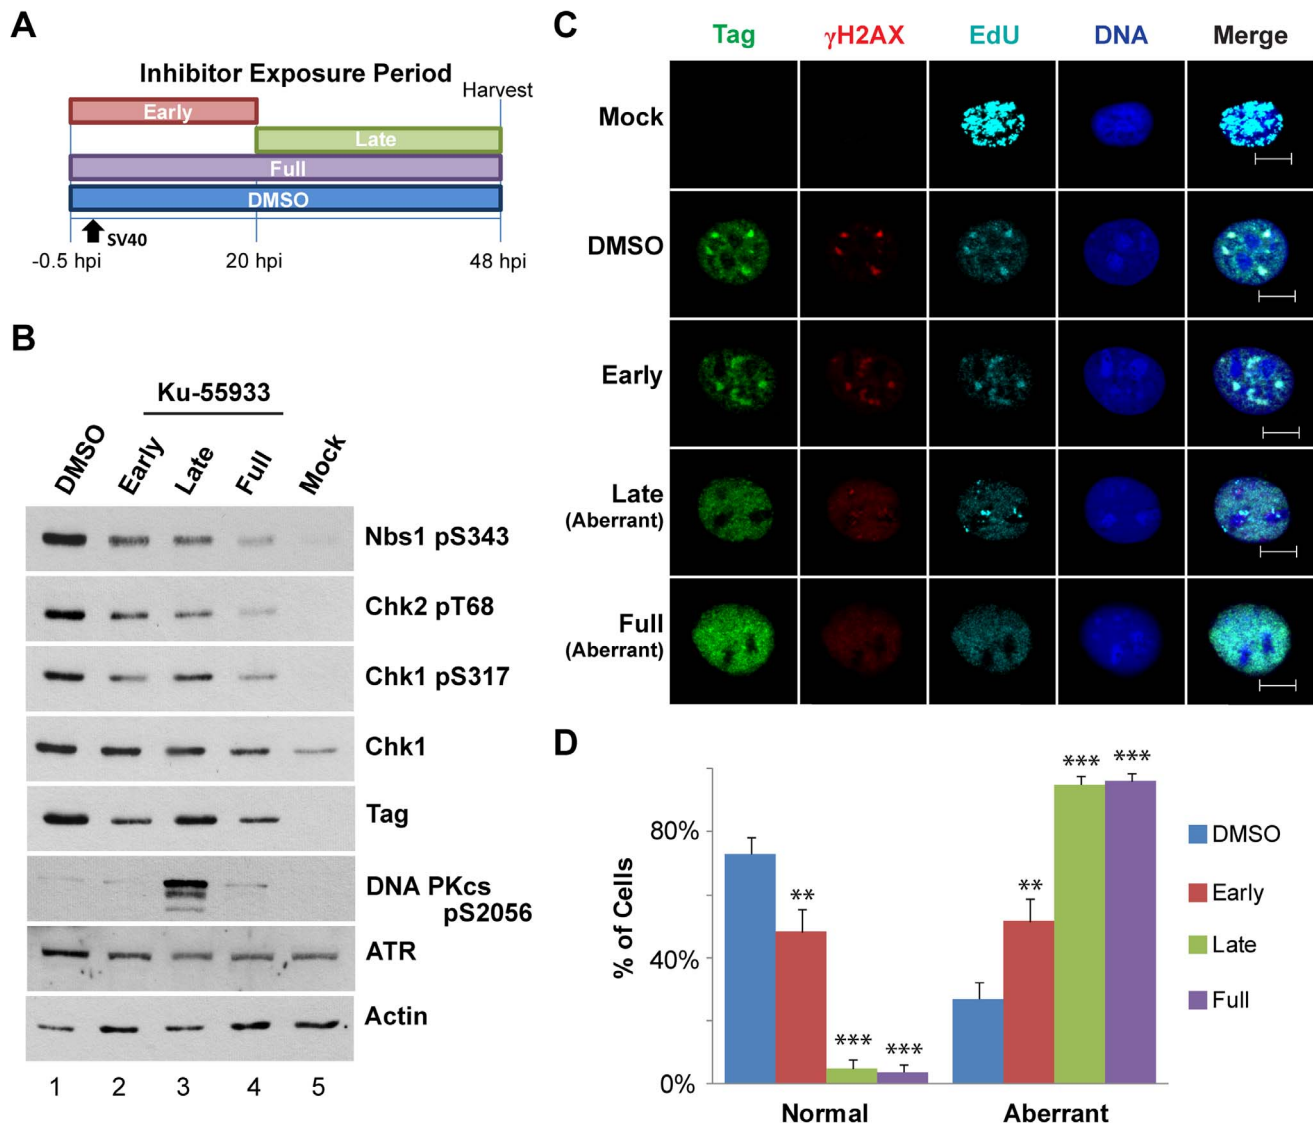 A
Inhibitor Exposure Period
Harvest
Early
Late
Full
DMSO
SV40
-0.5 hpi
20 hpi
48 hpi
B
Ku-55933
DMSO
Early
Late
Full
Mock
Nbs1 pS343
Chk2 pT68
Chk1 pS317
Chk1
Tag
DNA PKcs
pS2056
ATR
Actin
1 2 3 4 5
C
Tag γH2AX EdU DNA Merge
Mock
DMSO
Early
Late
(Aberrant)
Full
(Aberrant)
D
% of Cells
80%
40%
0%
**
***
***
**
***
***
Normal
Aberrant
DMSO
Early
Late
Full